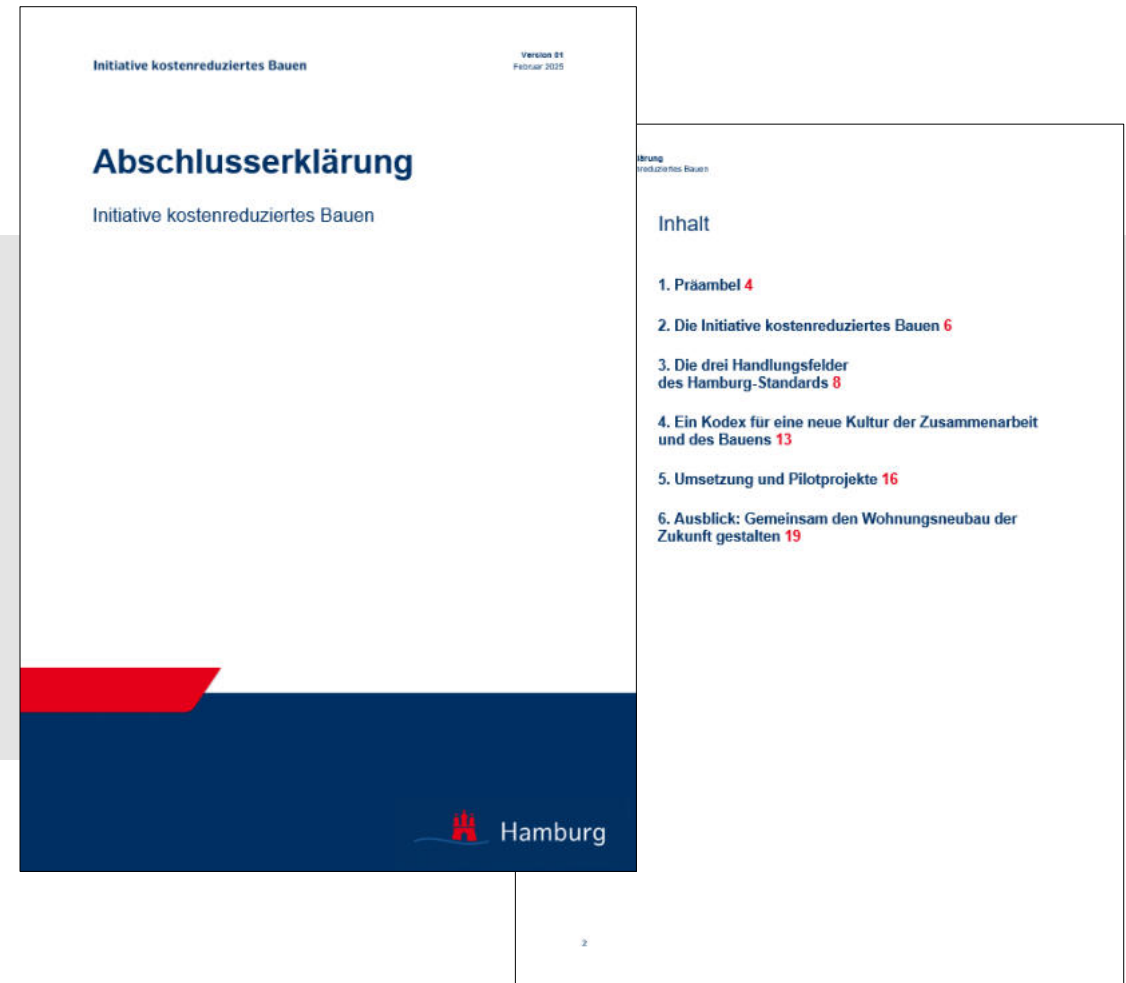 Initiative kostenreduziertes Bauen
Version 01
Februar 2025
Abschlusserklärung
Initiative kostenreduziertes Bauen
Hamburg
lärung
nreduziertes Bauen
Inhalt
1. Präambel 4
2. Die Initiative kostenreduziertes Bauen 6
3. Die drei Handlungsfelder
des Hamburg-Standards 8
4. Ein Kodex für eine neue Kultur der Zusammenarbeit
und des Bauens 13
5. Umsetzung und Pilotprojekte 16
6. Ausblick: Gemeinsam den Wohnungsneubau der
Zukunft gestalten 19
2